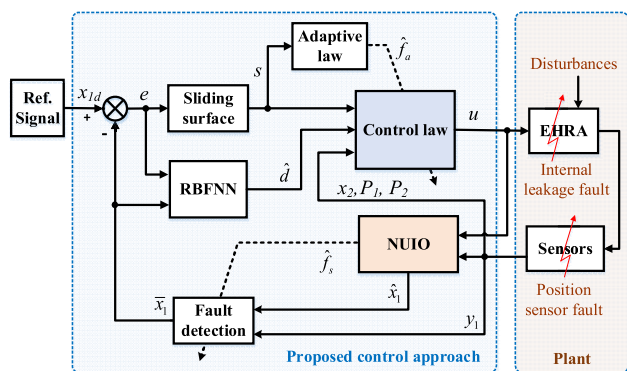 Adaptive
law
f̂ₐ
Disturbances
Ref.
Signal
x₁d
+
-
e
Sliding
surface
s
Control law
u
EHRA
Internal
leakage fault
RBFNN
d̂
x₂, P₁, P₂
NUIO
Sensors
f̂ₛ
x̂₁
Position
sensor fault
x̄₁
Fault
detection
y₁
Proposed control approach
Plant